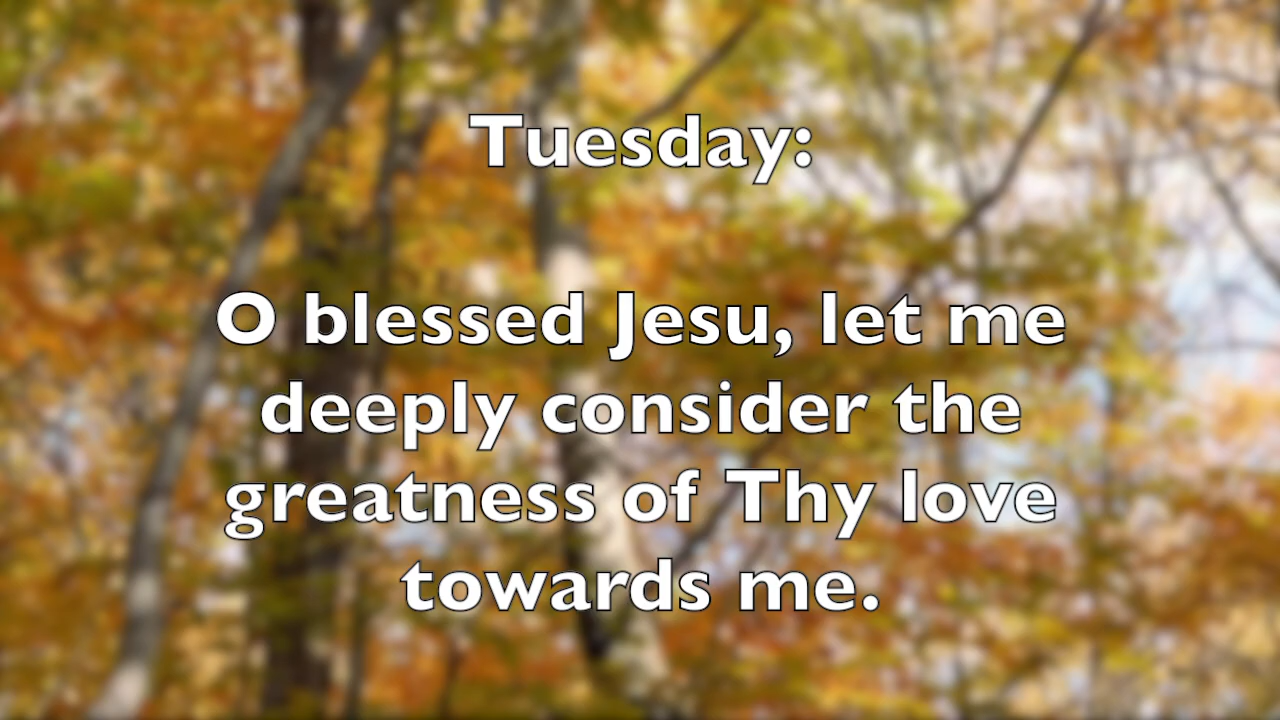 Tuesday:
O blessed Jesu, let me
deeply consider the
greatness of Thy love
towards me.